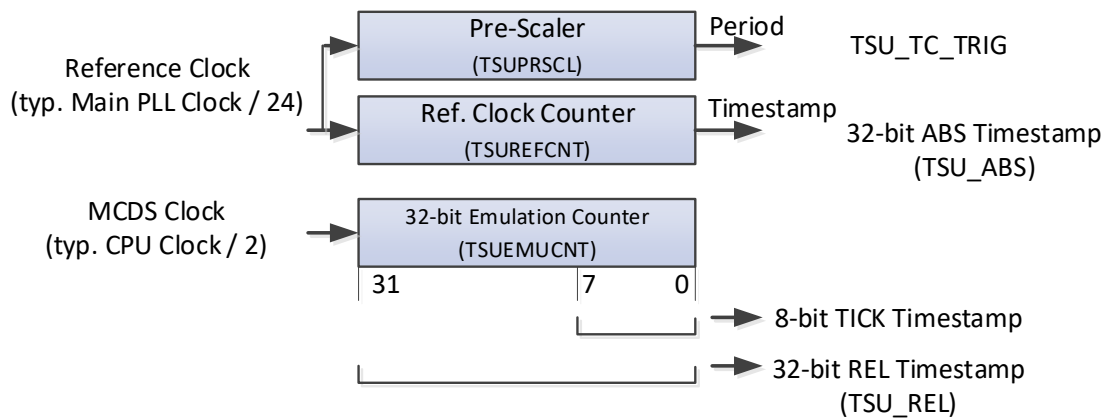 Pre-Scaler
(TSUPRSCL)
Period
TSU_TC_TRIG
Reference Clock
(typ. Main PLL Clock / 24)
Ref. Clock Counter
(TSUREFCNT)
Timestamp
32-bit ABS Timestamp
(TSU_ABS)
MCDS Clock
(typ. CPU Clock / 2)
32-bit Emulation Counter
(TSUEMUCNT)
31 7 0
8-bit TICK Timestamp
32-bit REL Timestamp
(TSU_REL)